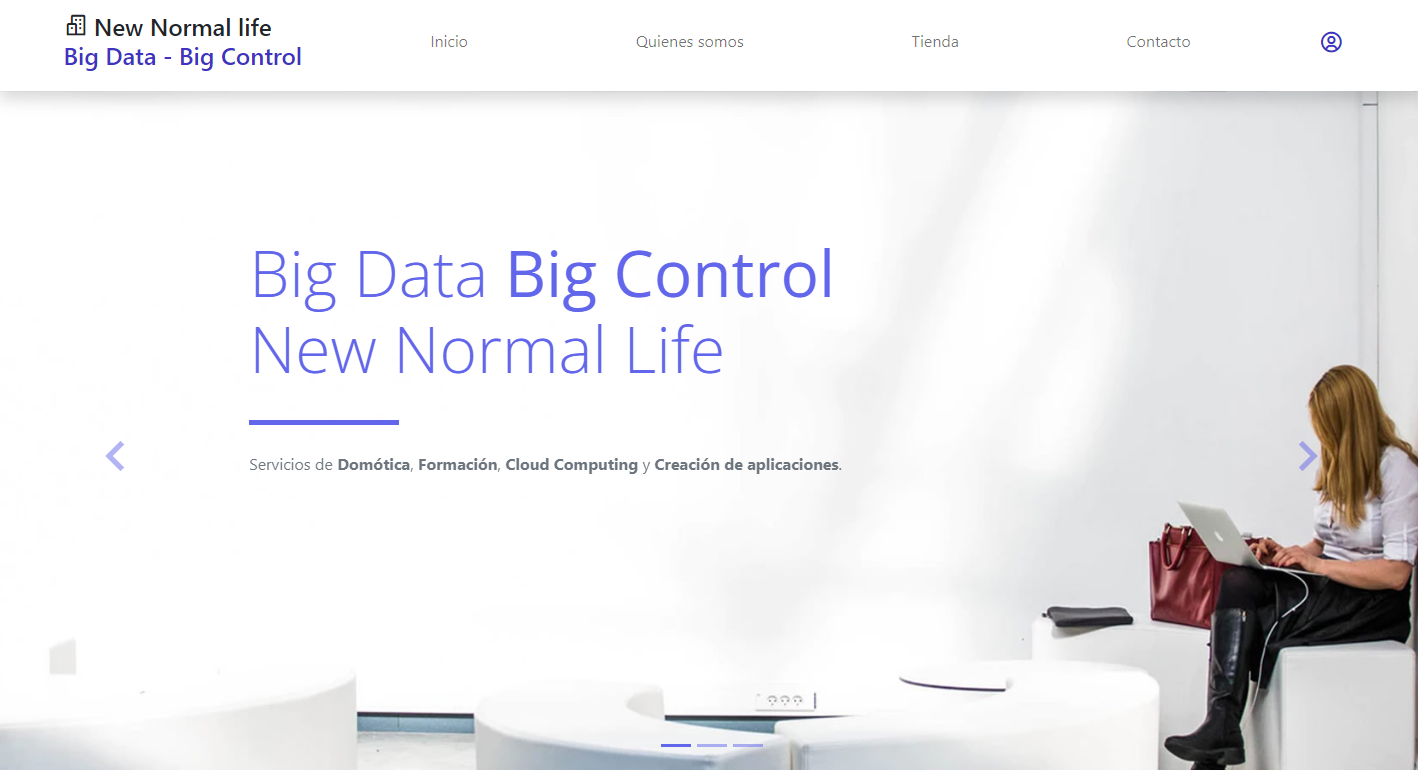 New Normal life
Big Data - Big Control
Inicio
Quienes somos
Tienda
Contacto
Big Data Big Control
New Normal Life
Servicios de Domótica, Formación, Cloud Computing y Creación de aplicaciones.